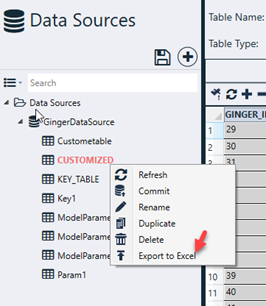 Data Sources
Table Name:
Table Type:
Search
Data Sources
GingerDataSource
Custometable
CUSTOMIZED
KEY_TABLE
Key1
ModelParame
ModelParame
ModelParame
Param1
Refresh
Commit
Rename
Duplicate
Delete
Export to Excel
GINGER_I
1 29
2 30
3 31
10 39
11 40